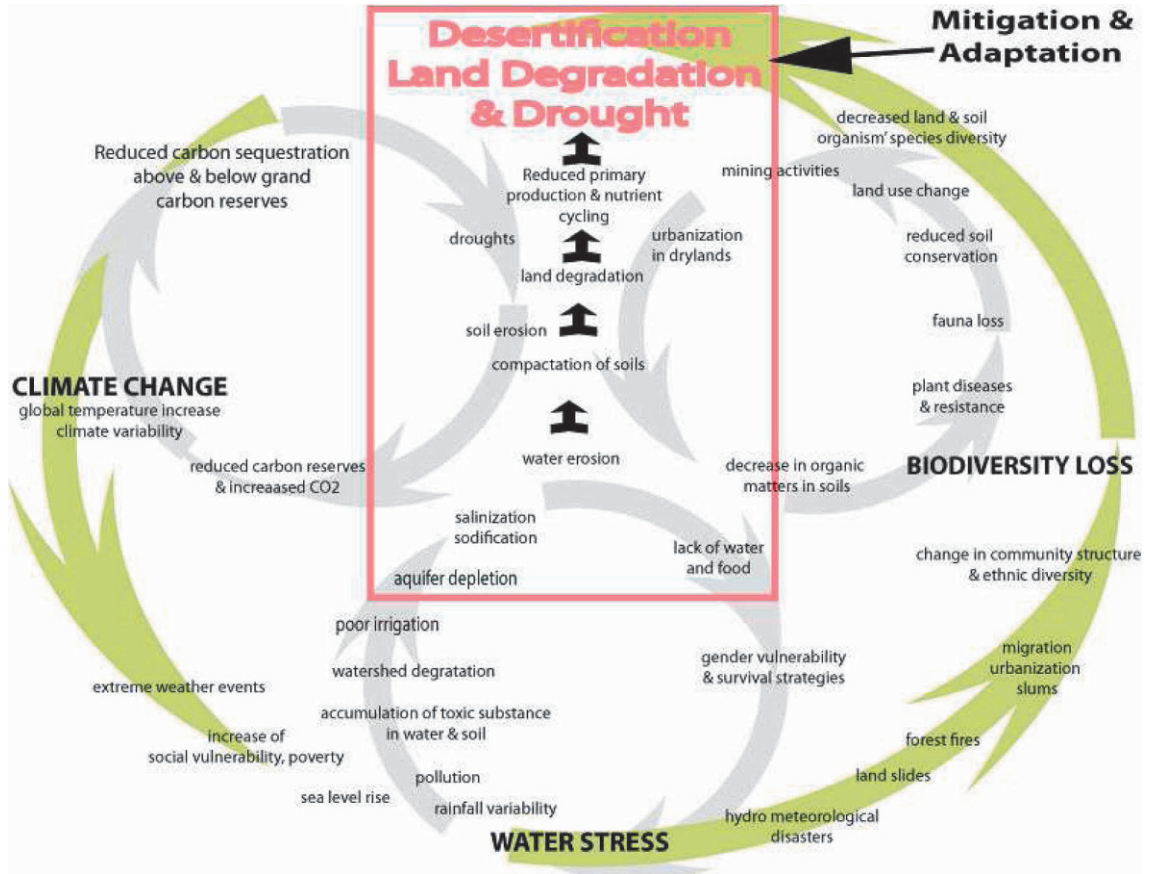 Desertification
Land Degradation
& Drought
Mitigation &
Adaptation
decreased land & soil
organism' species diversity
mining activities
land use change
reduced soil
conservation
fauna loss
plant diseases
& resistance
BIODIVERSITY LOSS
Reduced carbon sequestration
above & below grand
carbon reserves
Reduced primary
production & nutrient
cycling
droughts
urbanization
in drylands
land degradation
soil erosion
compactation of soils
water erosion
CLIMATE CHANGE
global temperature increase
climate variability
reduced carbon reserves
& increaased CO2
decrease in organic
matters in soils
salinization
sodification
lack of water
and food
aquifer depletion
change in community structure
& ethnic diversity
poor irrigation
watershed degratation
gender vulnerability
& survival strategies
migration
urbanization
slums
extreme weather events
accumulation of toxic substance
in water & soil
increase of
social vulnerability, poverty
forest fires
land slides
pollution
sea level rise
rainfall variability
hydro meteorological
disasters
WATER STRESS